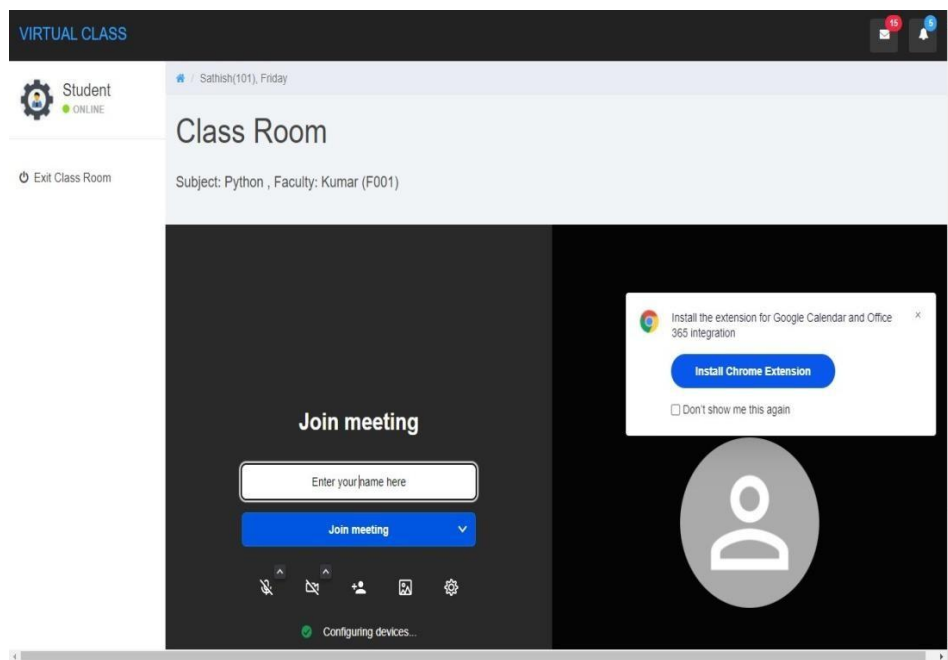 VIRTUAL CLASS
15
5
Student
ONLINE
/ Sathish(101), Friday
Class Room
Exit Class Room
Subject: Python , Faculty: Kumar (F001)
Install the extension for Google Calendar and Office
365 integration
x
Install Chrome Extension
Don't show me this again
Join meeting
Enter your name here
Join meeting
Configuring devices...